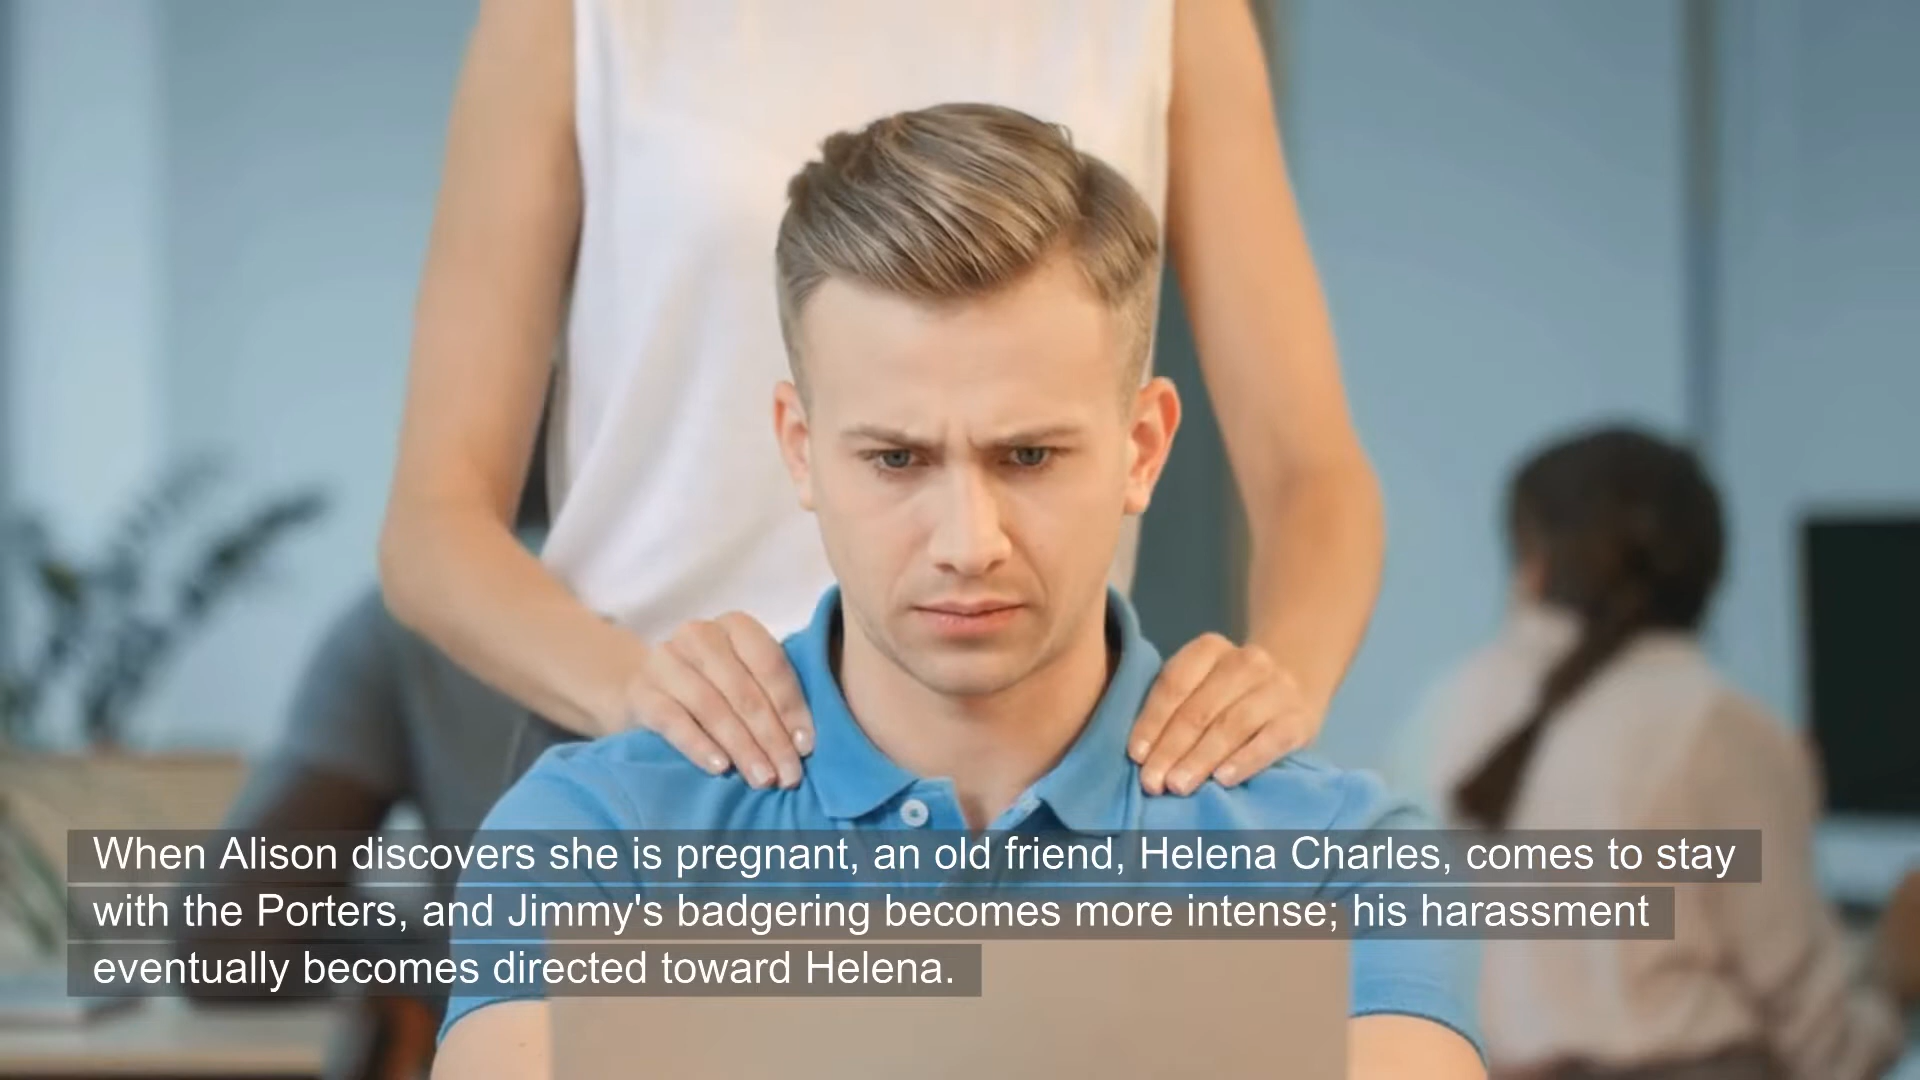 When Alison discovers she is pregnant, an old friend, Helena Charles, comes to stay
with the Porters, and Jimmy's badgering becomes more intense; his harassment
eventually becomes directed toward Helena.